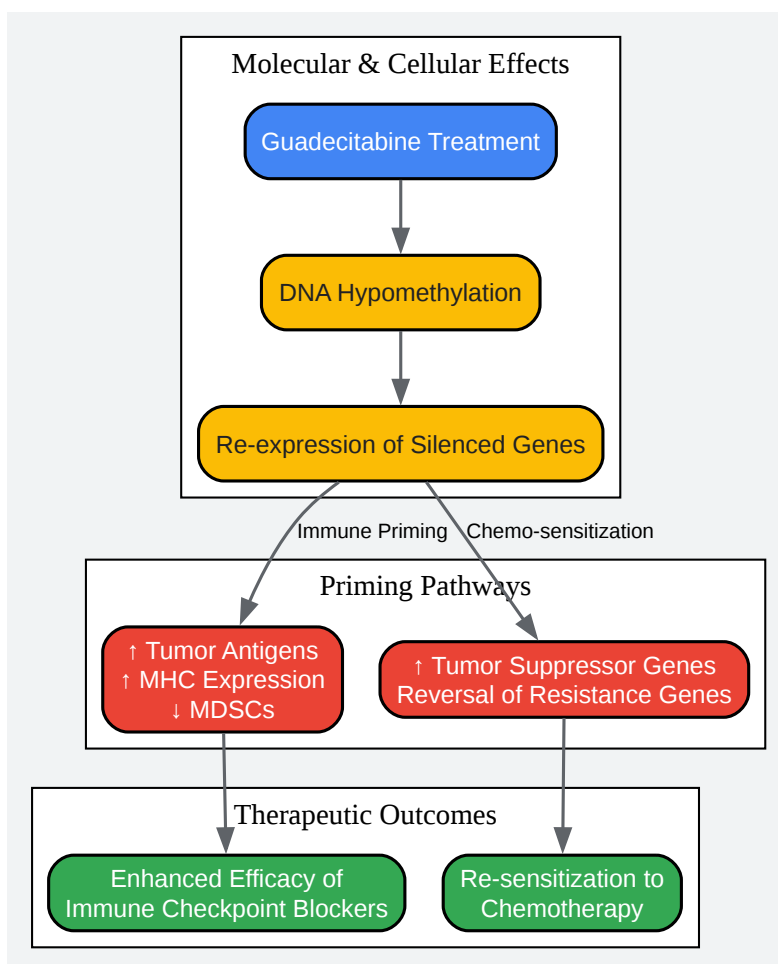 Molecular & Cellular Effects
Guadecitabine Treatment
DNA Hypomethylation
Re-expression of Silenced Genes
Immune Priming
Chemo-sensitization
Priming Pathways
↑ Tumor Antigens
↑ MHC Expression
↓ MDSCs
↑ Tumor Suppressor Genes
Reversal of Resistance Genes
Therapeutic Outcomes
Enhanced Efficacy of
Immune Checkpoint Blockers
Re-sensitization to
Chemotherapy